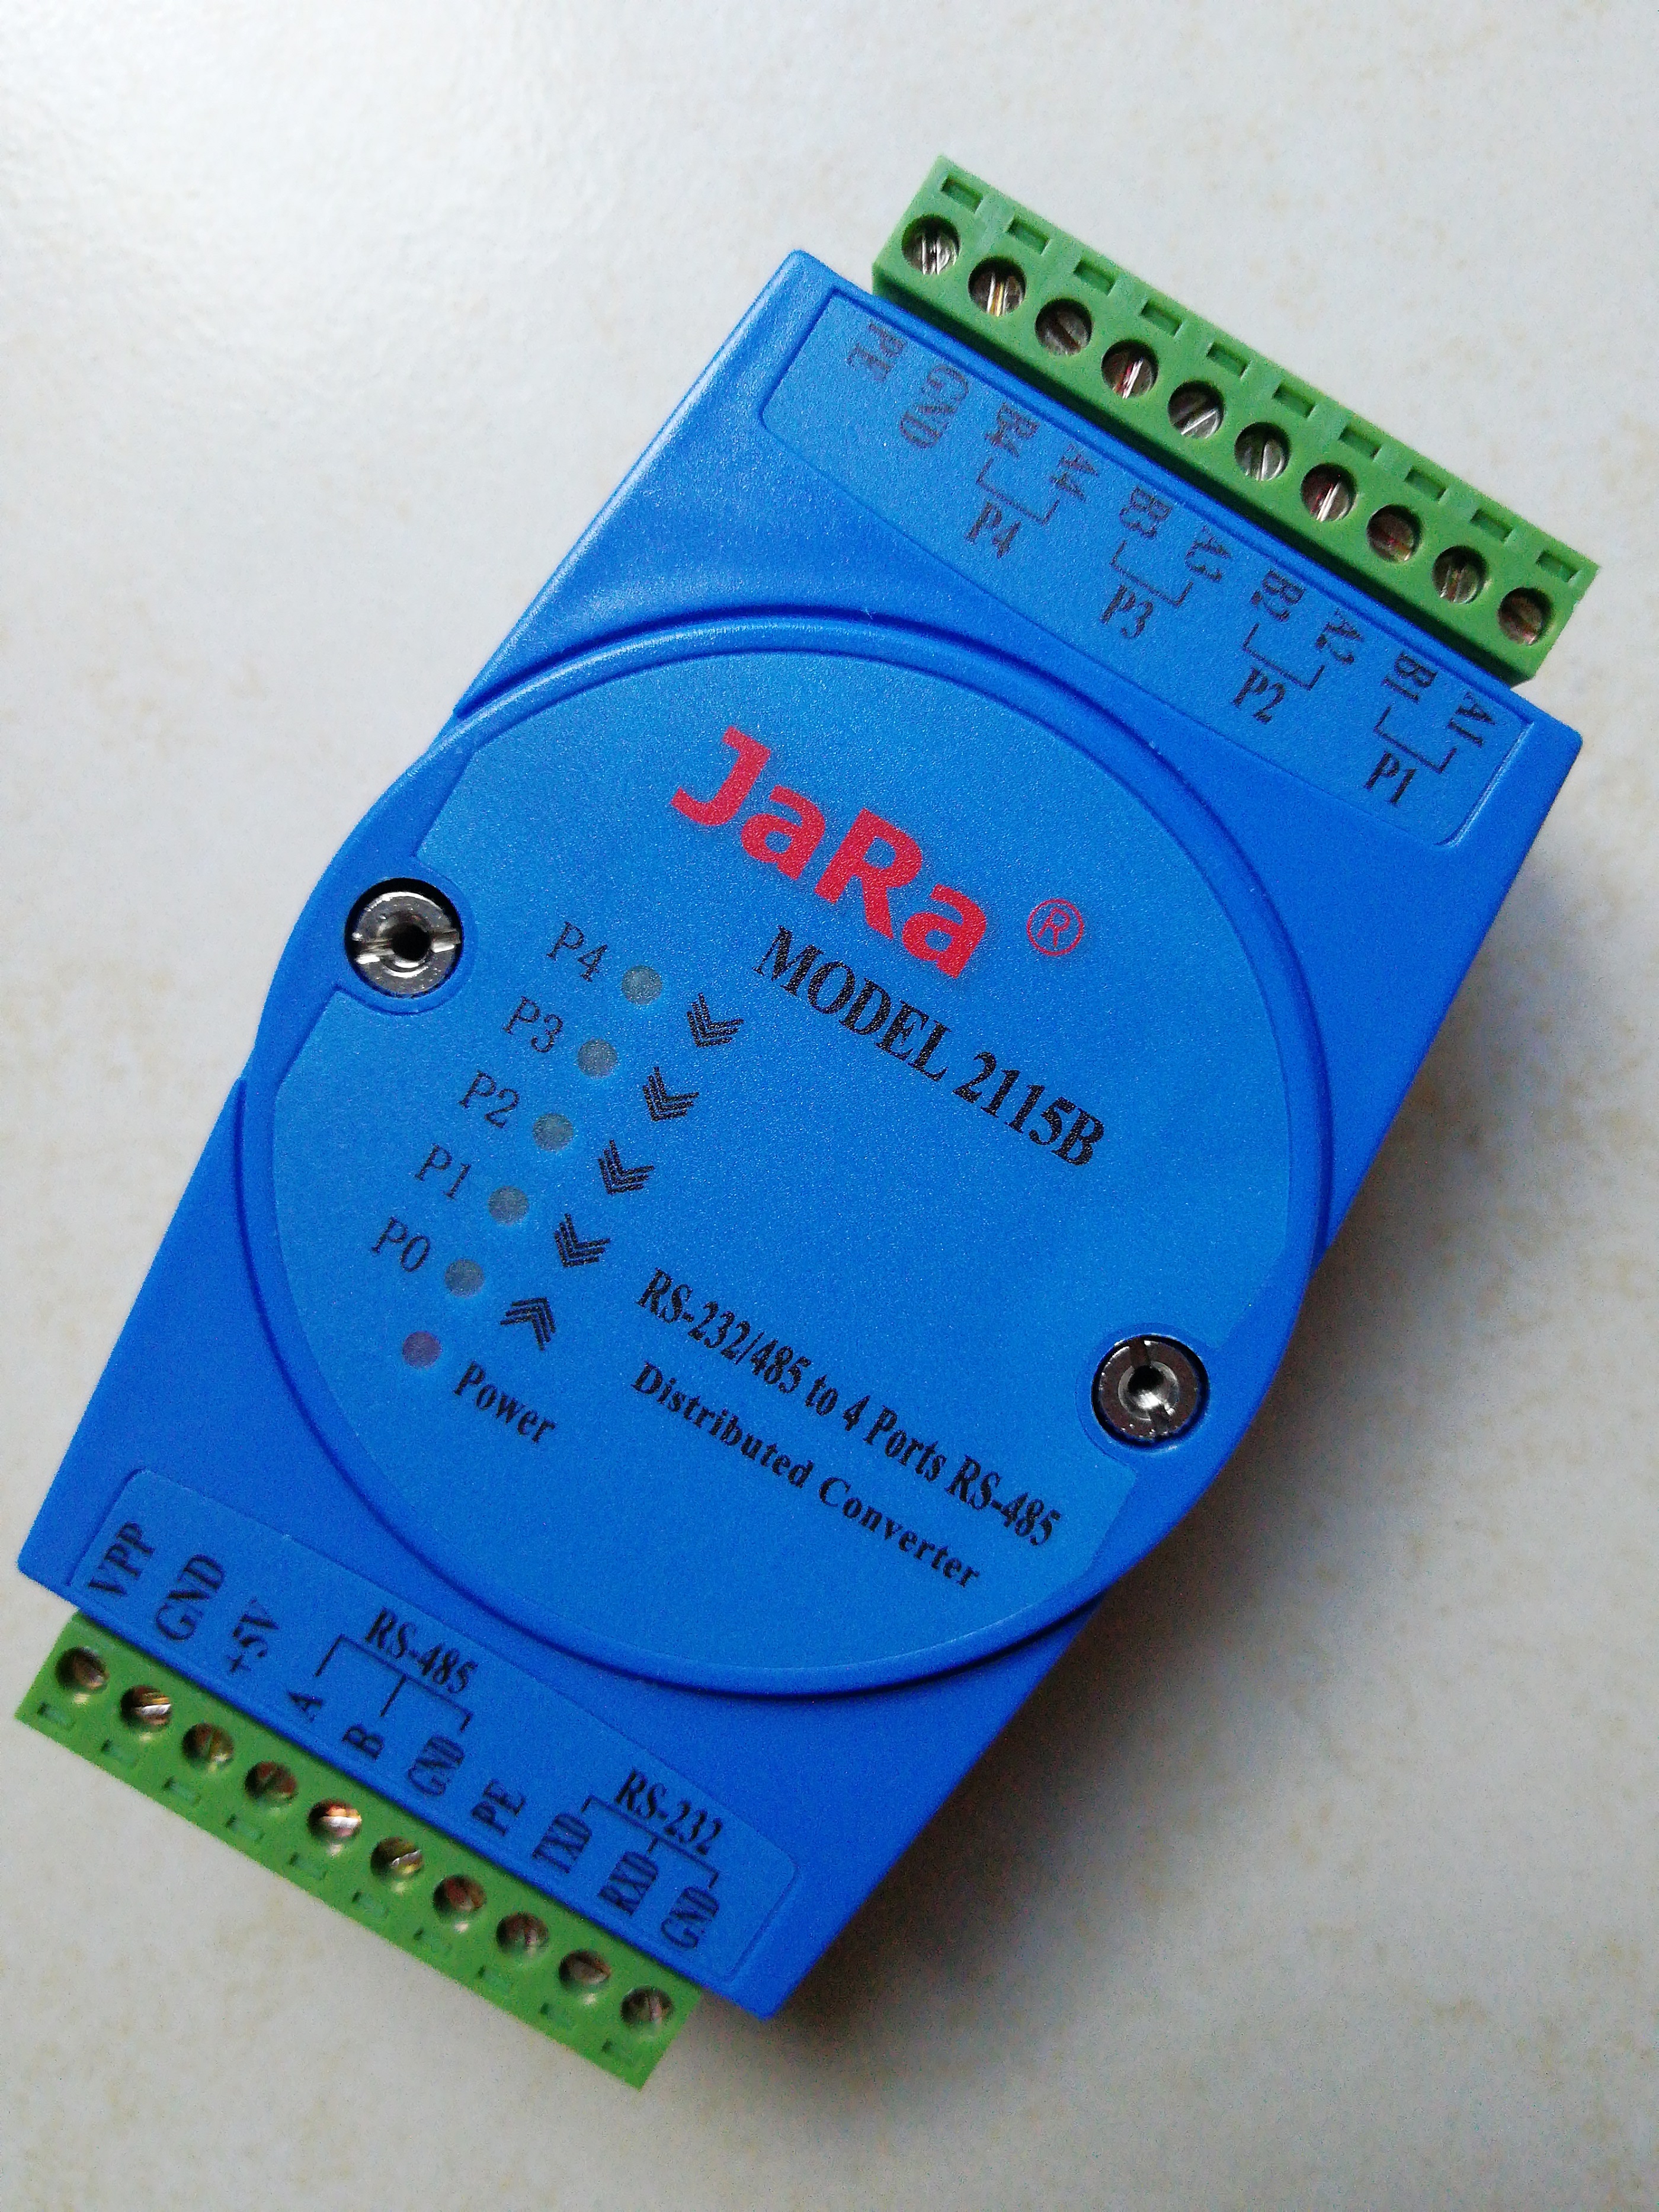 PE GND B4 A4 B3 A3 B2 A2 B1 A1
P4 P3 P2 P1
JaRa ®
MODEL 2115B
P4
P3
P2
P1
P0
Power
RS-232/485 to 4 Ports RS-485
Distributed Converter
RS-485 RS-232
VPP GND +5V A B GND PE TXD RXD GND